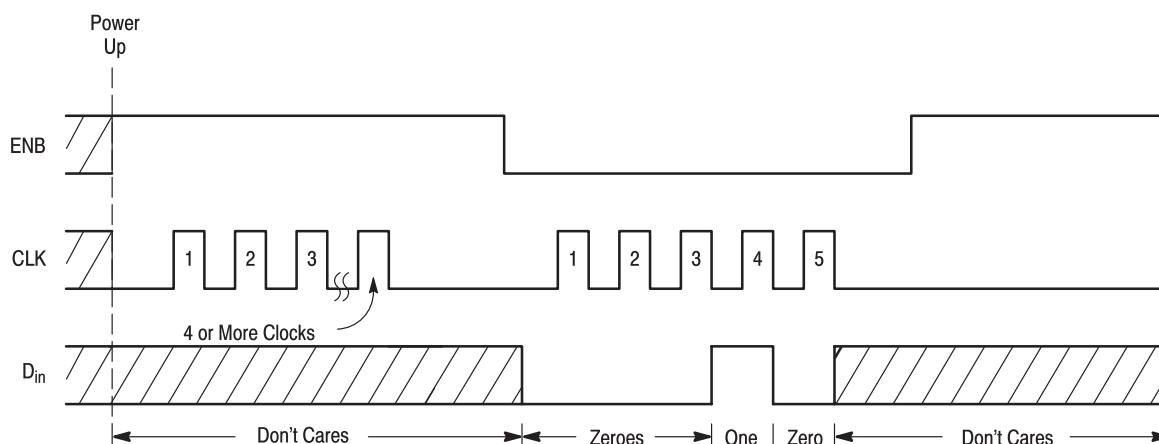 Power
Up
ENB
CLK
1 2 3 1 2 3 4 5
4 or More Clocks
Din
Don't Cares Zeroes One Zero Don't Cares